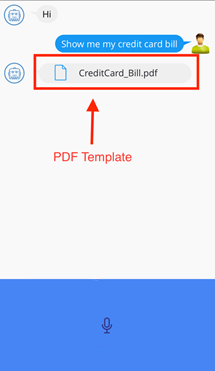 Hi
Show me my credit card bill
CreditCard_Bill.pdf
PDF Template